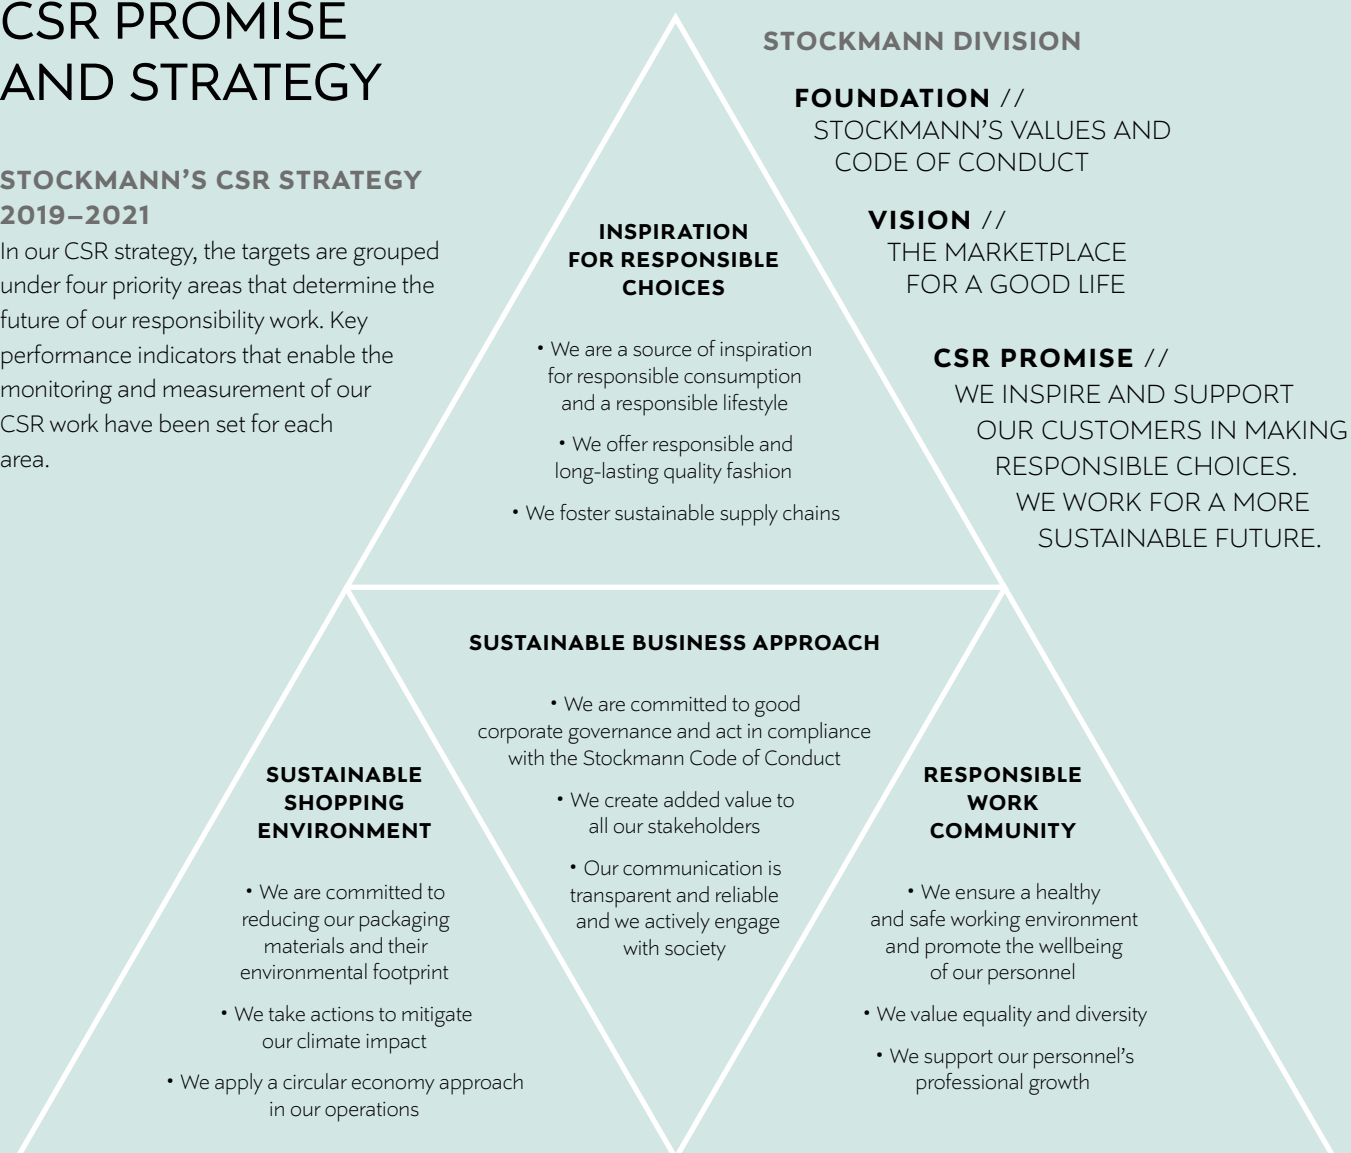 CSR PROMISE
AND STRATEGY
STOCKMANN’S CSR STRATEGY
2019–2021
In our CSR strategy, the targets are grouped
under four priority areas that determine the
future of our responsibility work. Key
performance indicators that enable the
monitoring and measurement of our
CSR work have been set for each
area.
STOCKMANN DIVISION
FOUNDATION //
STOCKMANN’S VALUES AND
CODE OF CONDUCT
VISION //
THE MARKETPLACE
FOR A GOOD LIFE
CSR PROMISE //
WE INSPIRE AND SUPPORT
OUR CUSTOMERS IN MAKING
RESPONSIBLE CHOICES.
WE WORK FOR A MORE
SUSTAINABLE FUTURE.
INSPIRATION
FOR RESPONSIBLE
CHOICES
• We are a source of inspiration
for responsible consumption
and a responsible lifestyle
• We offer responsible and
long-lasting quality fashion
• We foster sustainable supply chains
SUSTAINABLE BUSINESS APPROACH
• We are committed to good
corporate governance and act in compliance
with the Stockmann Code of Conduct
• We create added value to
all our stakeholders
• Our communication is
transparent and reliable
and we actively engage
with society
SUSTAINABLE
SHOPPING
ENVIRONMENT
• We are committed to
reducing our packaging
materials and their
environmental footprint
• We take actions to mitigate
our climate impact
• We apply a circular economy approach
in our operations
RESPONSIBLE
WORK
COMMUNITY
• We ensure a healthy
and safe working environment
and promote the wellbeing
of our personnel
• We value equality and diversity
• We support our personnel’s
professional growth